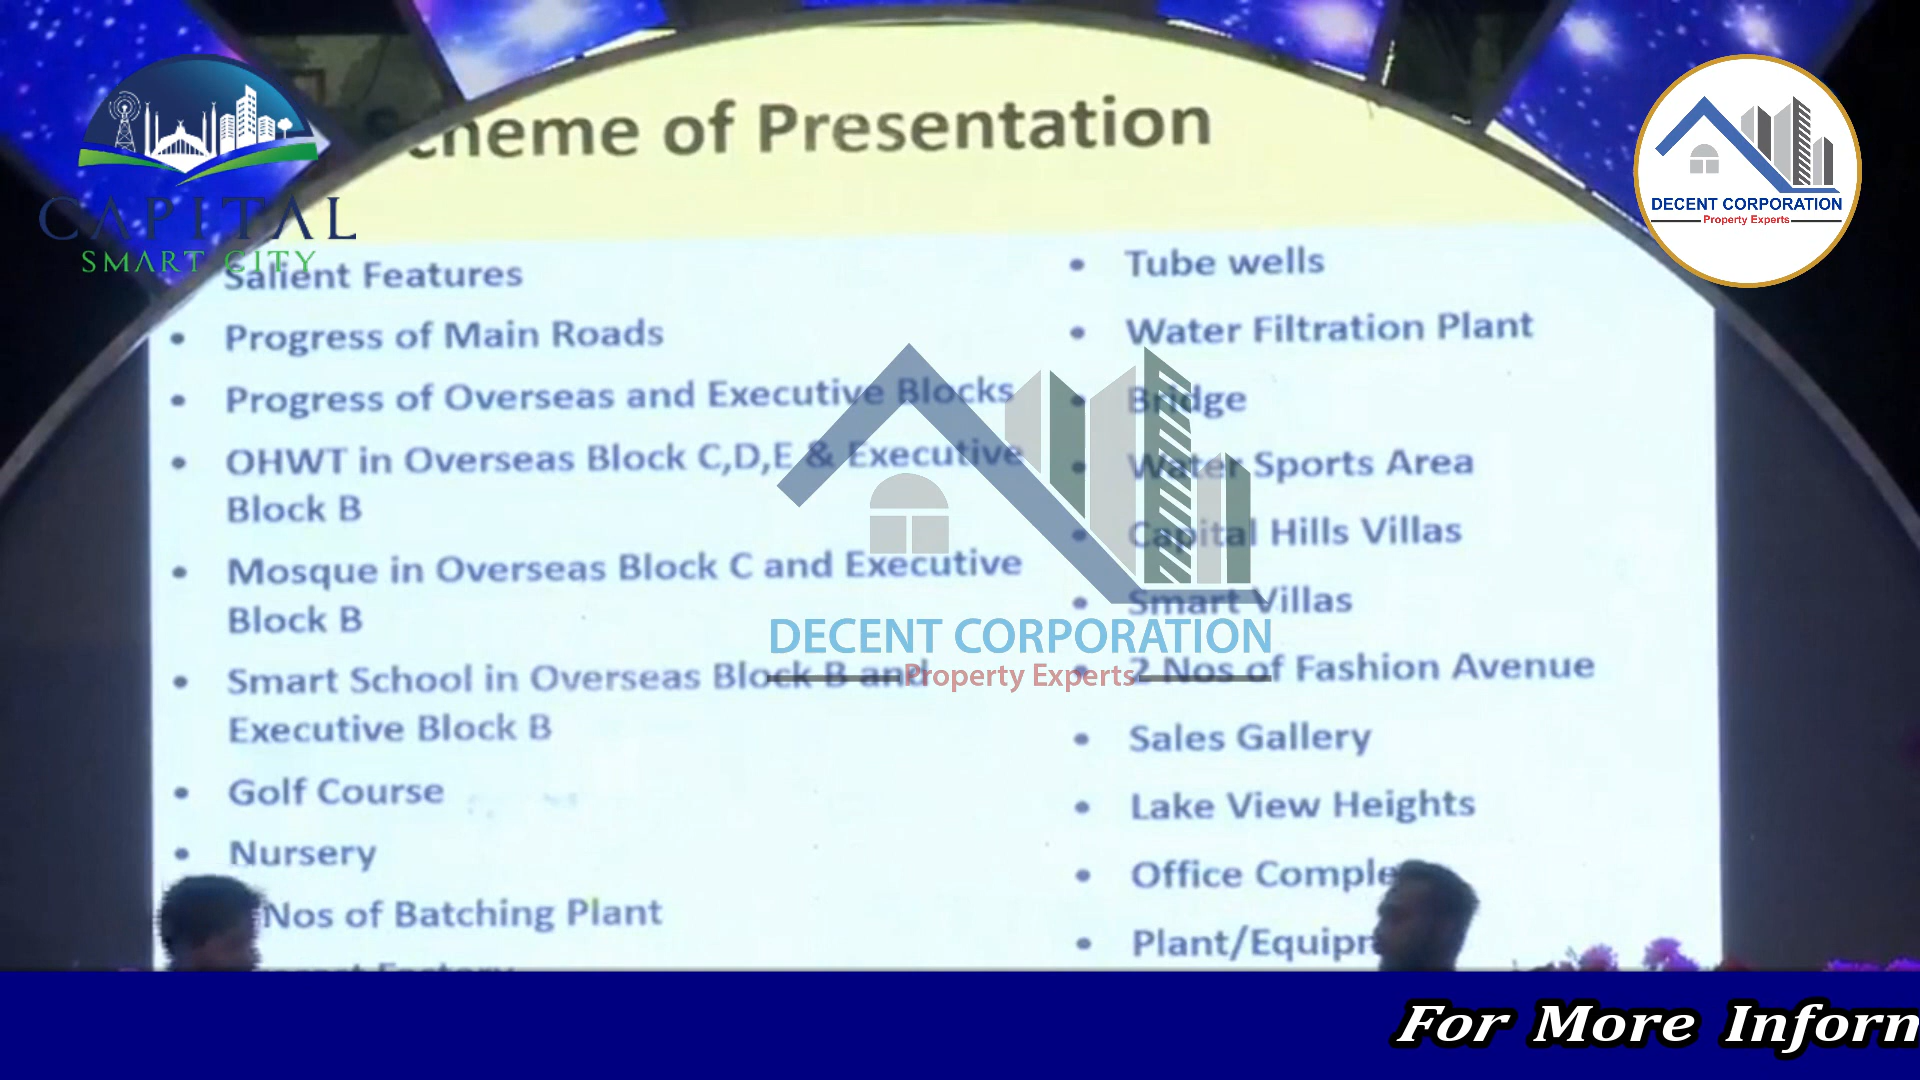 Scheme of Presentation
CAPITAL
SMART CITY
DECENT CORPORATION
Property Experts
Salient Features
Progress of Main Roads
Progress of Overseas and Executive Blocks
OHWT in Overseas Block C,D,E & Executive
Block B
Mosque in Overseas Block C and Executive
Block B
Smart School in Overseas Block B and
Executive Block B
Golf Course
Nursery
Nos of Batching Plant
Factory
Tube wells
Water Filtration Plant
Bridge
Water Sports Area
Capital Hills Villas
Smart Villas
2 Nos of Fashion Avenue
Sales Gallery
Lake View Heights
Office
DECENT CORPORATION
Property Experts
For More